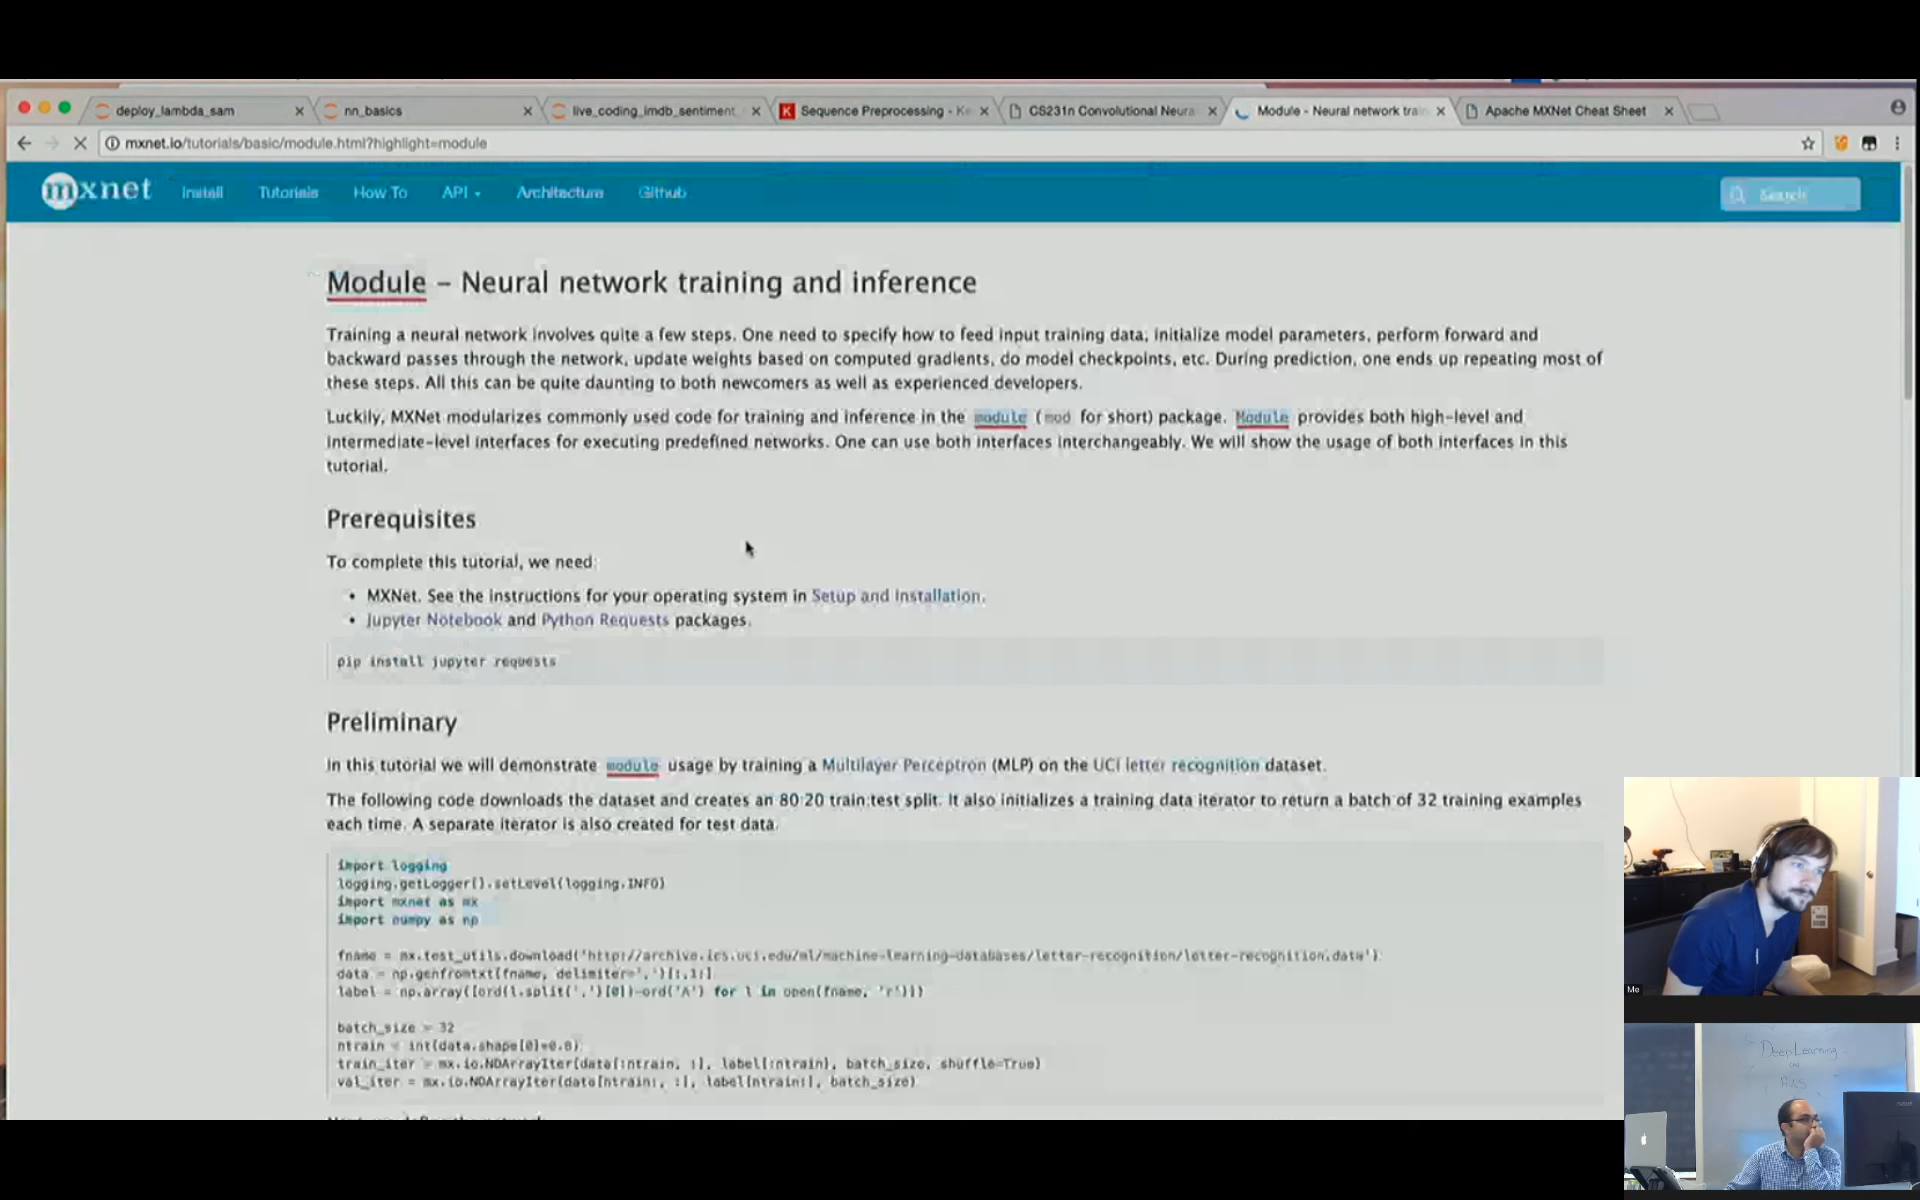 deploy_lambda_sam
nn_basics
live_coding_imdb_sentiment
Sequence Preprocessing - Ke
CS231n Convolutional Neura
Module - Neural network trai
Apache MXNet Cheat Sheet
mxnet.io/tutorials/basic/module.html?highlight=module
mxnet Install Tutorials How To API Architecture Github Search
Module – Neural network training and inference
Training a neural network involves quite a few steps. One need to specify how to feed input training data, initialize model parameters, perform forward and
backward passes through the network, update weights based on computed gradients, do model checkpoints, etc. During prediction, one ends up repeating most of
these steps. All this can be quite daunting to both newcomers as well as experienced developers.
Luckily, MXNet modularizes commonly used code for training and inference in the module (mod for short) package. Module provides both high-level and
intermediate-level interfaces for executing predefined networks. One can use both interfaces interchangeably. We will show the usage of both interfaces in this
tutorial.
Prerequisites
To complete this tutorial, we need:
• MXNet. See the instructions for your operating system in Setup and Installation.
• Jupyter Notebook and Python Requests packages.
pip install jupyter requests
Preliminary
In this tutorial we will demonstrate module usage by training a Multilayer Perceptron (MLP) on the UCI letter recognition dataset.
The following code downloads the dataset and creates an 80:20 train:test split. It also initializes a training data iterator to return a batch of 32 training examples
each time. A separate iterator is also created for test data.
import logging
logging.getLogger().setLevel(logging.INFO)
import mxnet as mx
import numpy as np
fname = mx.test_utils.download('http://archive.ics.uci.edu/ml/machine-learning-databases/letter-recognition/letter-recognition.data')
data = np.genfromtxt(fname, delimiter=',')[:,1:]
label = np.array([ord(l.split(',')[0])-ord('A') for l in open(fname, 'r')])
batch_size = 32
ntrain = int(data.shape[0]*0.8)
train_iter = mx.io.NDArrayIter(data[:ntrain, :], label[:ntrain], batch_size, shuffle=True)
val_iter = mx.io.NDArrayIter(data[ntrain:, :], label[ntrain:], batch_size)
Me
Deep Learning
on
AWS